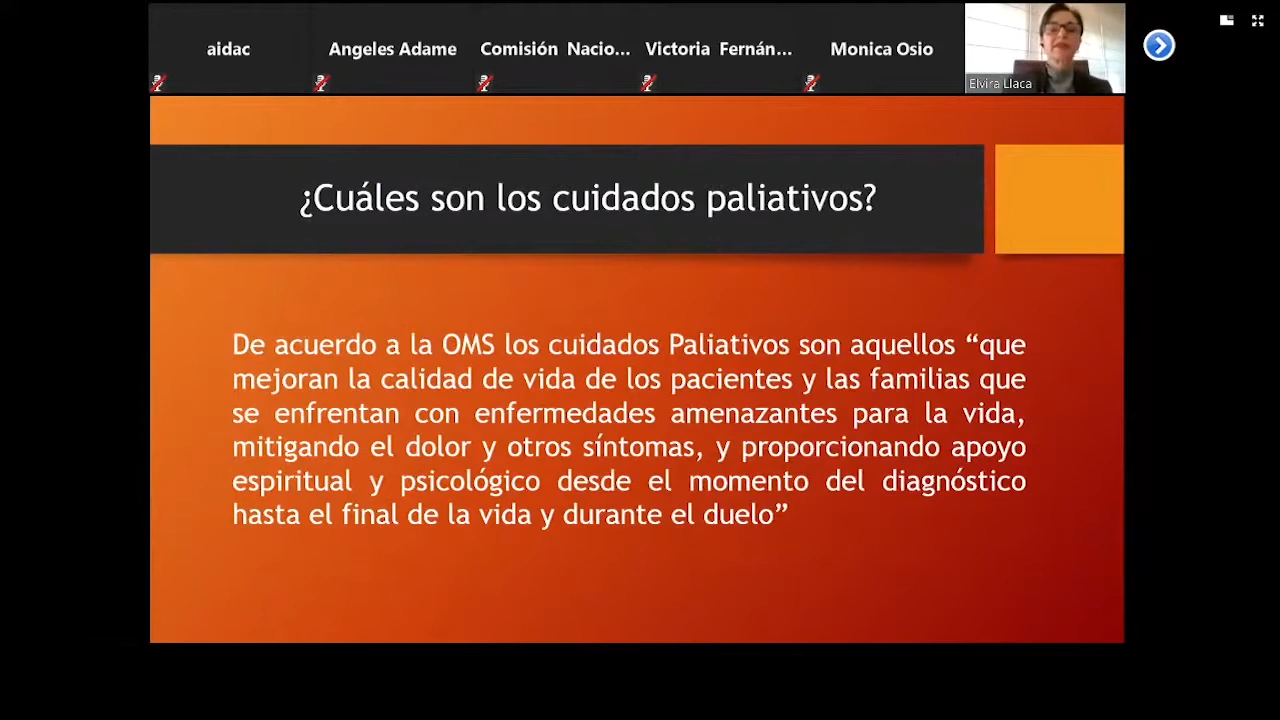 aidac
Angeles Adame
Comisión Nacio...
Victoria Fernán...
Monica Osio
Elvira Llaca
¿Cuáles son los cuidados paliativos?
De acuerdo a la OMS los cuidados Paliativos son aquellos “que
mejoran la calidad de vida de los pacientes y las familias que
se enfrentan con enfermedades amenazantes para la vida,
mitigando el dolor y otros síntomas, y proporcionando apoyo
espiritual y psicológico desde el momento del diagnóstico
hasta el final de la vida y durante el duelo”